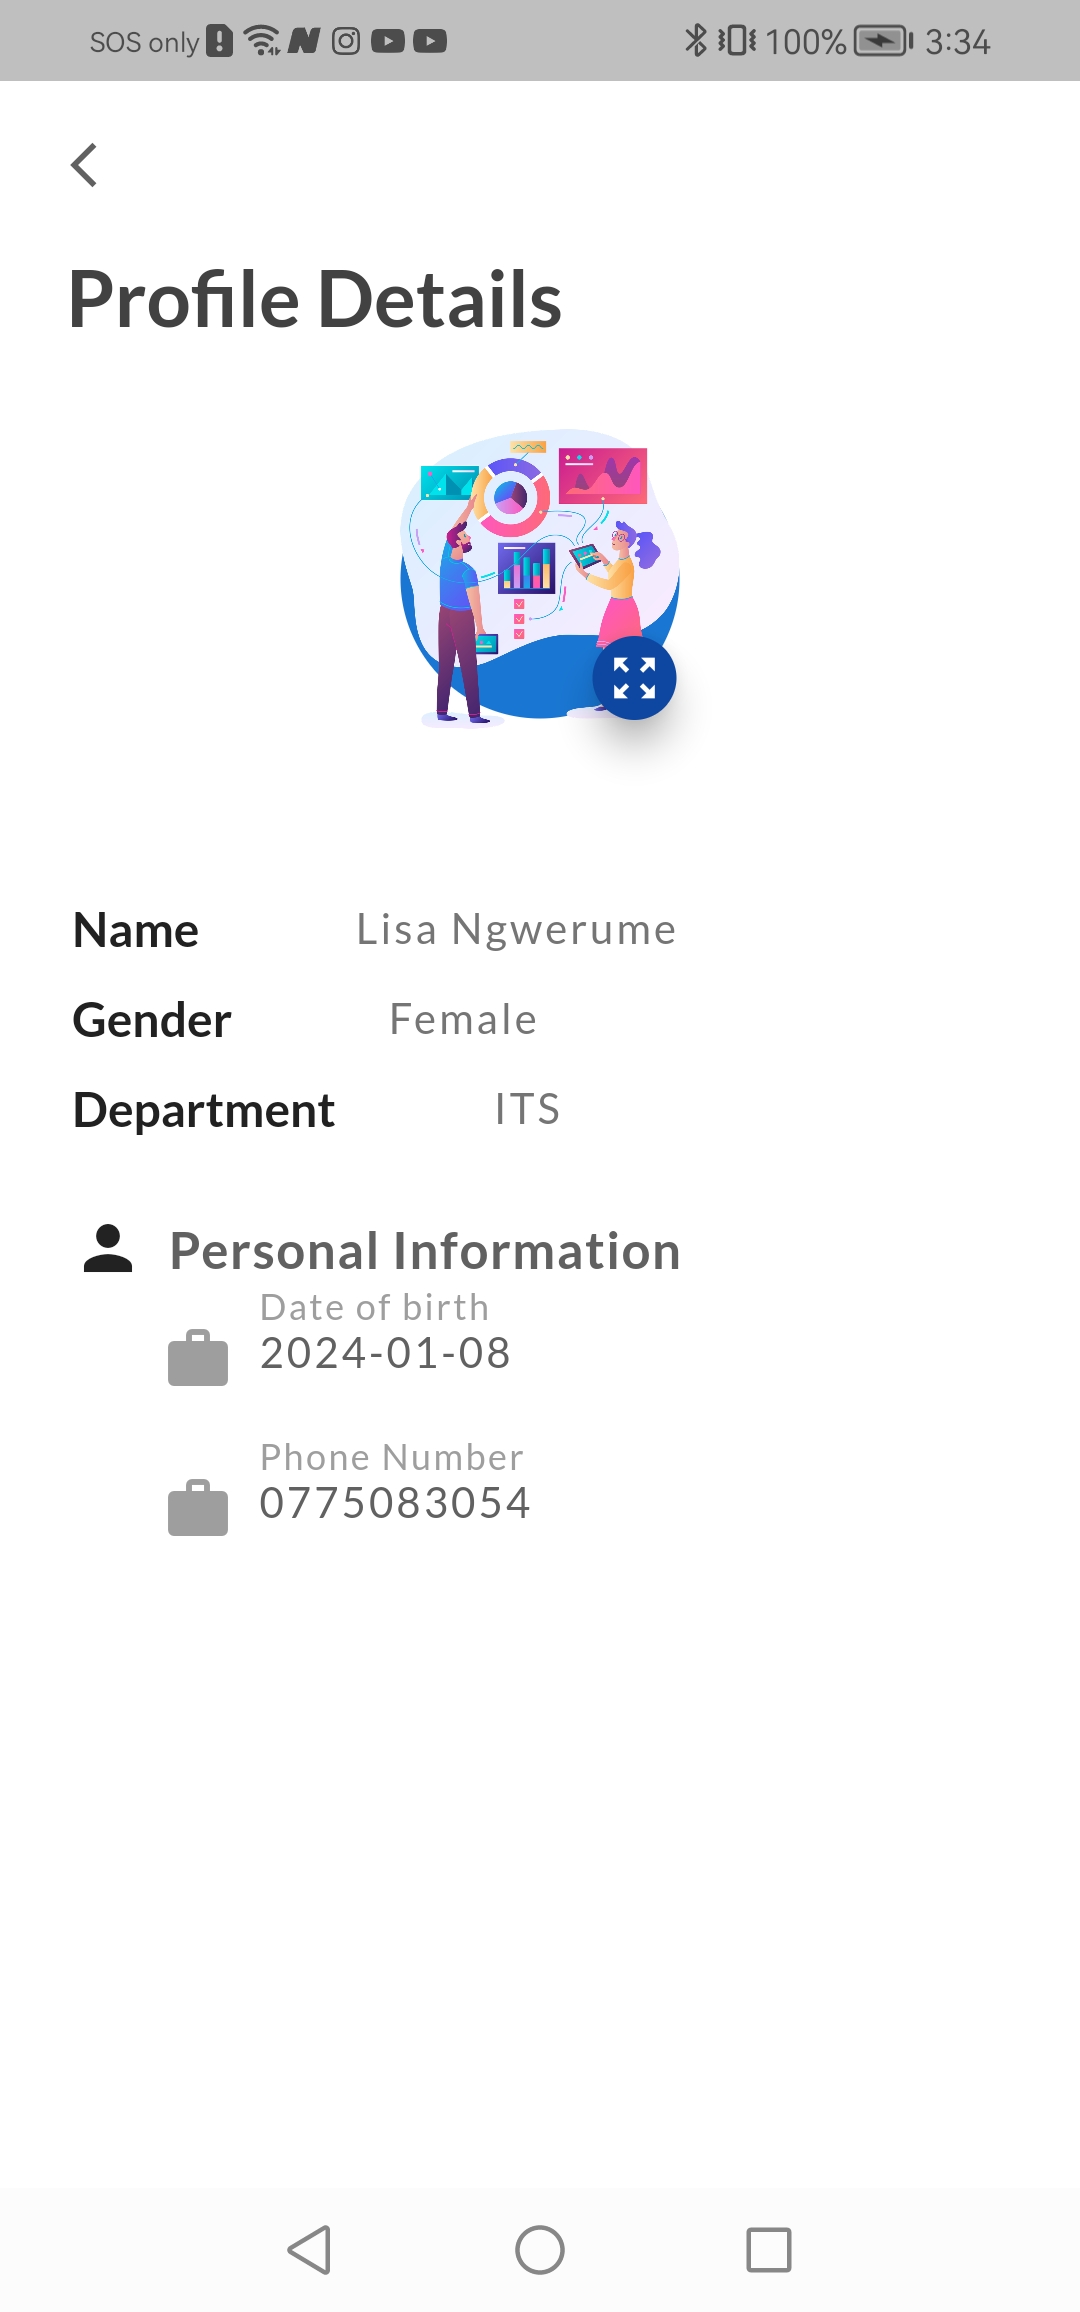 SOS only 100% 3:34
Profile Details
Name Lisa Ngwerume
Gender Female
Department ITS
Personal Information
Date of birth
2024-01-08
Phone Number
0775083054